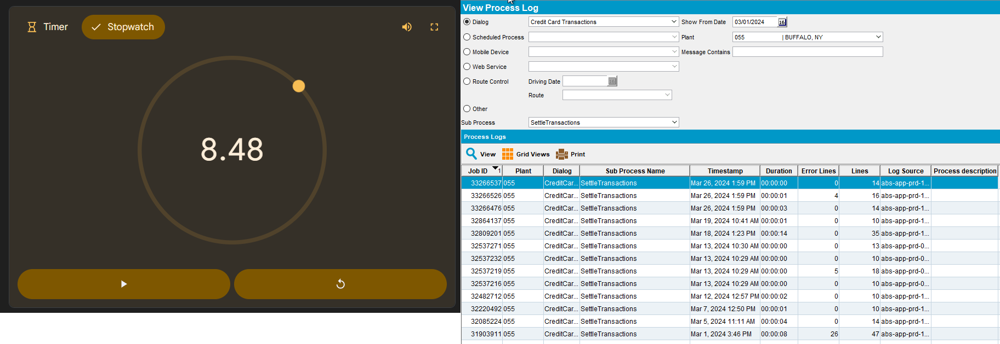 Timer
Stopwatch
8.48
View Process Log
Dialog Credit Card Transactions Show From Date 03/01/2024 16
Scheduled Process Plant 055 | BUFFALO, NY
Mobile Device Message Contains
Web Service
Route Control Driving Date 16
Route
Other
Sub Process SettleTransactions
Process Logs
View Grid Views Print
Job ID 1 Plant Dialog Sub Process Name Timestamp Duration Error Lines Lines Log Source Process description
33266537 055 CreditCar... SettleTransactions Mar 26, 2024 1:59 PM 00:00:00 0 14 abs-app-prd-1...
33266526 055 CreditCar... SettleTransactions Mar 26, 2024 1:59 PM 00:00:01 4 16 abs-app-prd-1...
33266476 055 CreditCar... SettleTransactions Mar 26, 2024 1:59 PM 00:00:03 0 14 abs-app-prd-1...
32864137 055 CreditCar... SettleTransactions Mar 19, 2024 10:41 AM 00:00:01 0 10 abs-app-prd-1...
32809201 055 CreditCar... SettleTransactions Mar 18, 2024 1:23 PM 00:00:14 0 35 abs-app-prd-1...
32537271 055 CreditCar... SettleTransactions Mar 13, 2024 10:30 AM 00:00:00 0 13 abs-app-prd-0...
32537232 055 CreditCar... SettleTransactions Mar 13, 2024 10:29 AM 00:00:00 0 10 abs-app-prd-0...
32537219 055 CreditCar... SettleTransactions Mar 13, 2024 10:29 AM 00:00:00 5 18 abs-app-prd-0...
32537216 055 CreditCar... SettleTransactions Mar 13, 2024 10:29 AM 00:00:00 0 10 abs-app-prd-0...
32482712 055 CreditCar... SettleTransactions Mar 12, 2024 12:57 PM 00:00:02 0 10 abs-app-prd-1...
32220492 055 CreditCar... SettleTransactions Mar 7, 2024 12:50 PM 00:00:01 0 10 abs-app-prd-1...
32085224 055 CreditCar... SettleTransactions Mar 5, 2024 11:11 AM 00:00:04 0 14 abs-app-prd-1...
31903911 055 CreditCar... SettleTransactions Mar 1, 2024 3:46 PM 00:00:08 26 47 abs-app-prd-1...